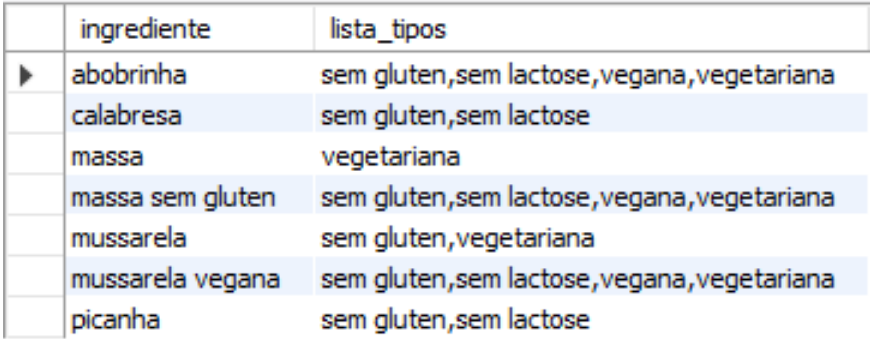 ingrediente lista_tipos
abobrinha sem gluten,sem lactose,vegana,vegetariana
calabresa sem gluten,sem lactose
massa vegetariana
massa sem gluten sem gluten,sem lactose,vegana,vegetariana
mussarela sem gluten,vegetariana
mussarela vegana sem gluten,sem lactose,vegana,vegetariana
picanha sem gluten,sem lactose